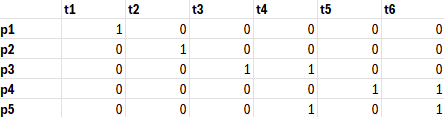 t1 t2 t3 t4 t5 t6
p1 1 0 0 0 0 0
p2 0 1 0 0 0 0
p3 0 0 1 1 0 0
p4 0 0 0 0 1 1
p5 0 0 0 1 0 1